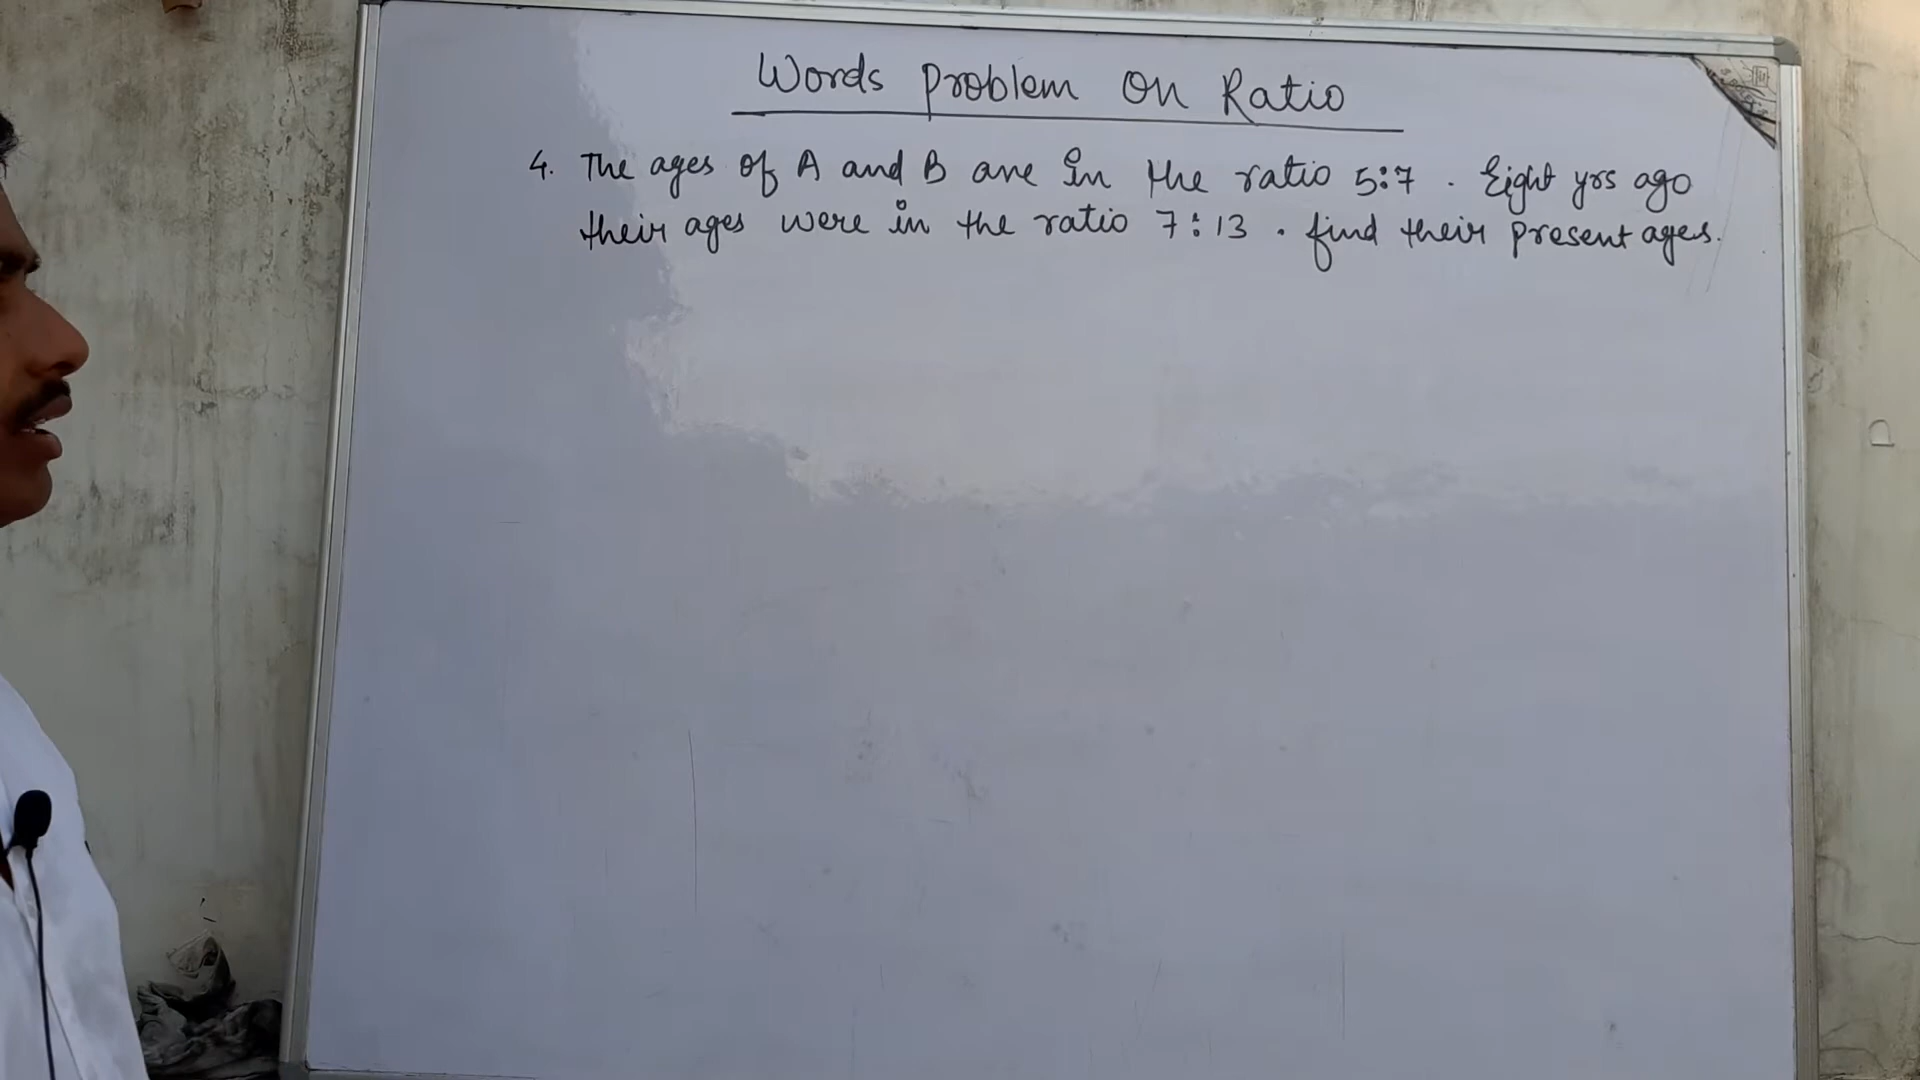 Words Problem On Ratio
4. The ages of A and B are in the ratio 5:7 . Eight yrs ago
their ages were in the ratio 7:13 . find their present ages.